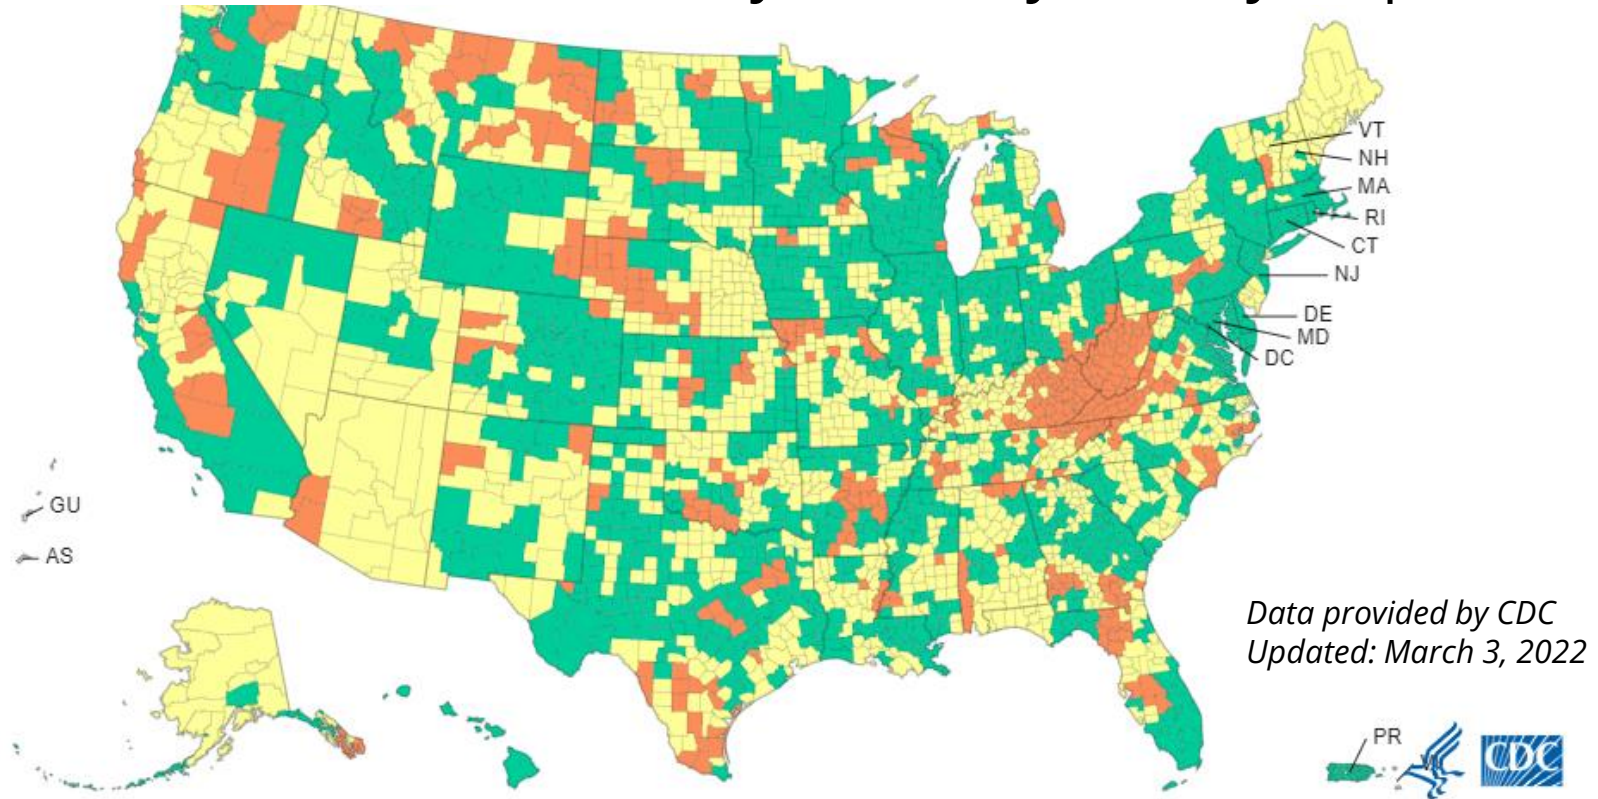 VT
NH
MA
RI
CT
NJ
DE
MD
DC
GU
AS
Data provided by CDC
Updated: March 3, 2022
PR
CDC